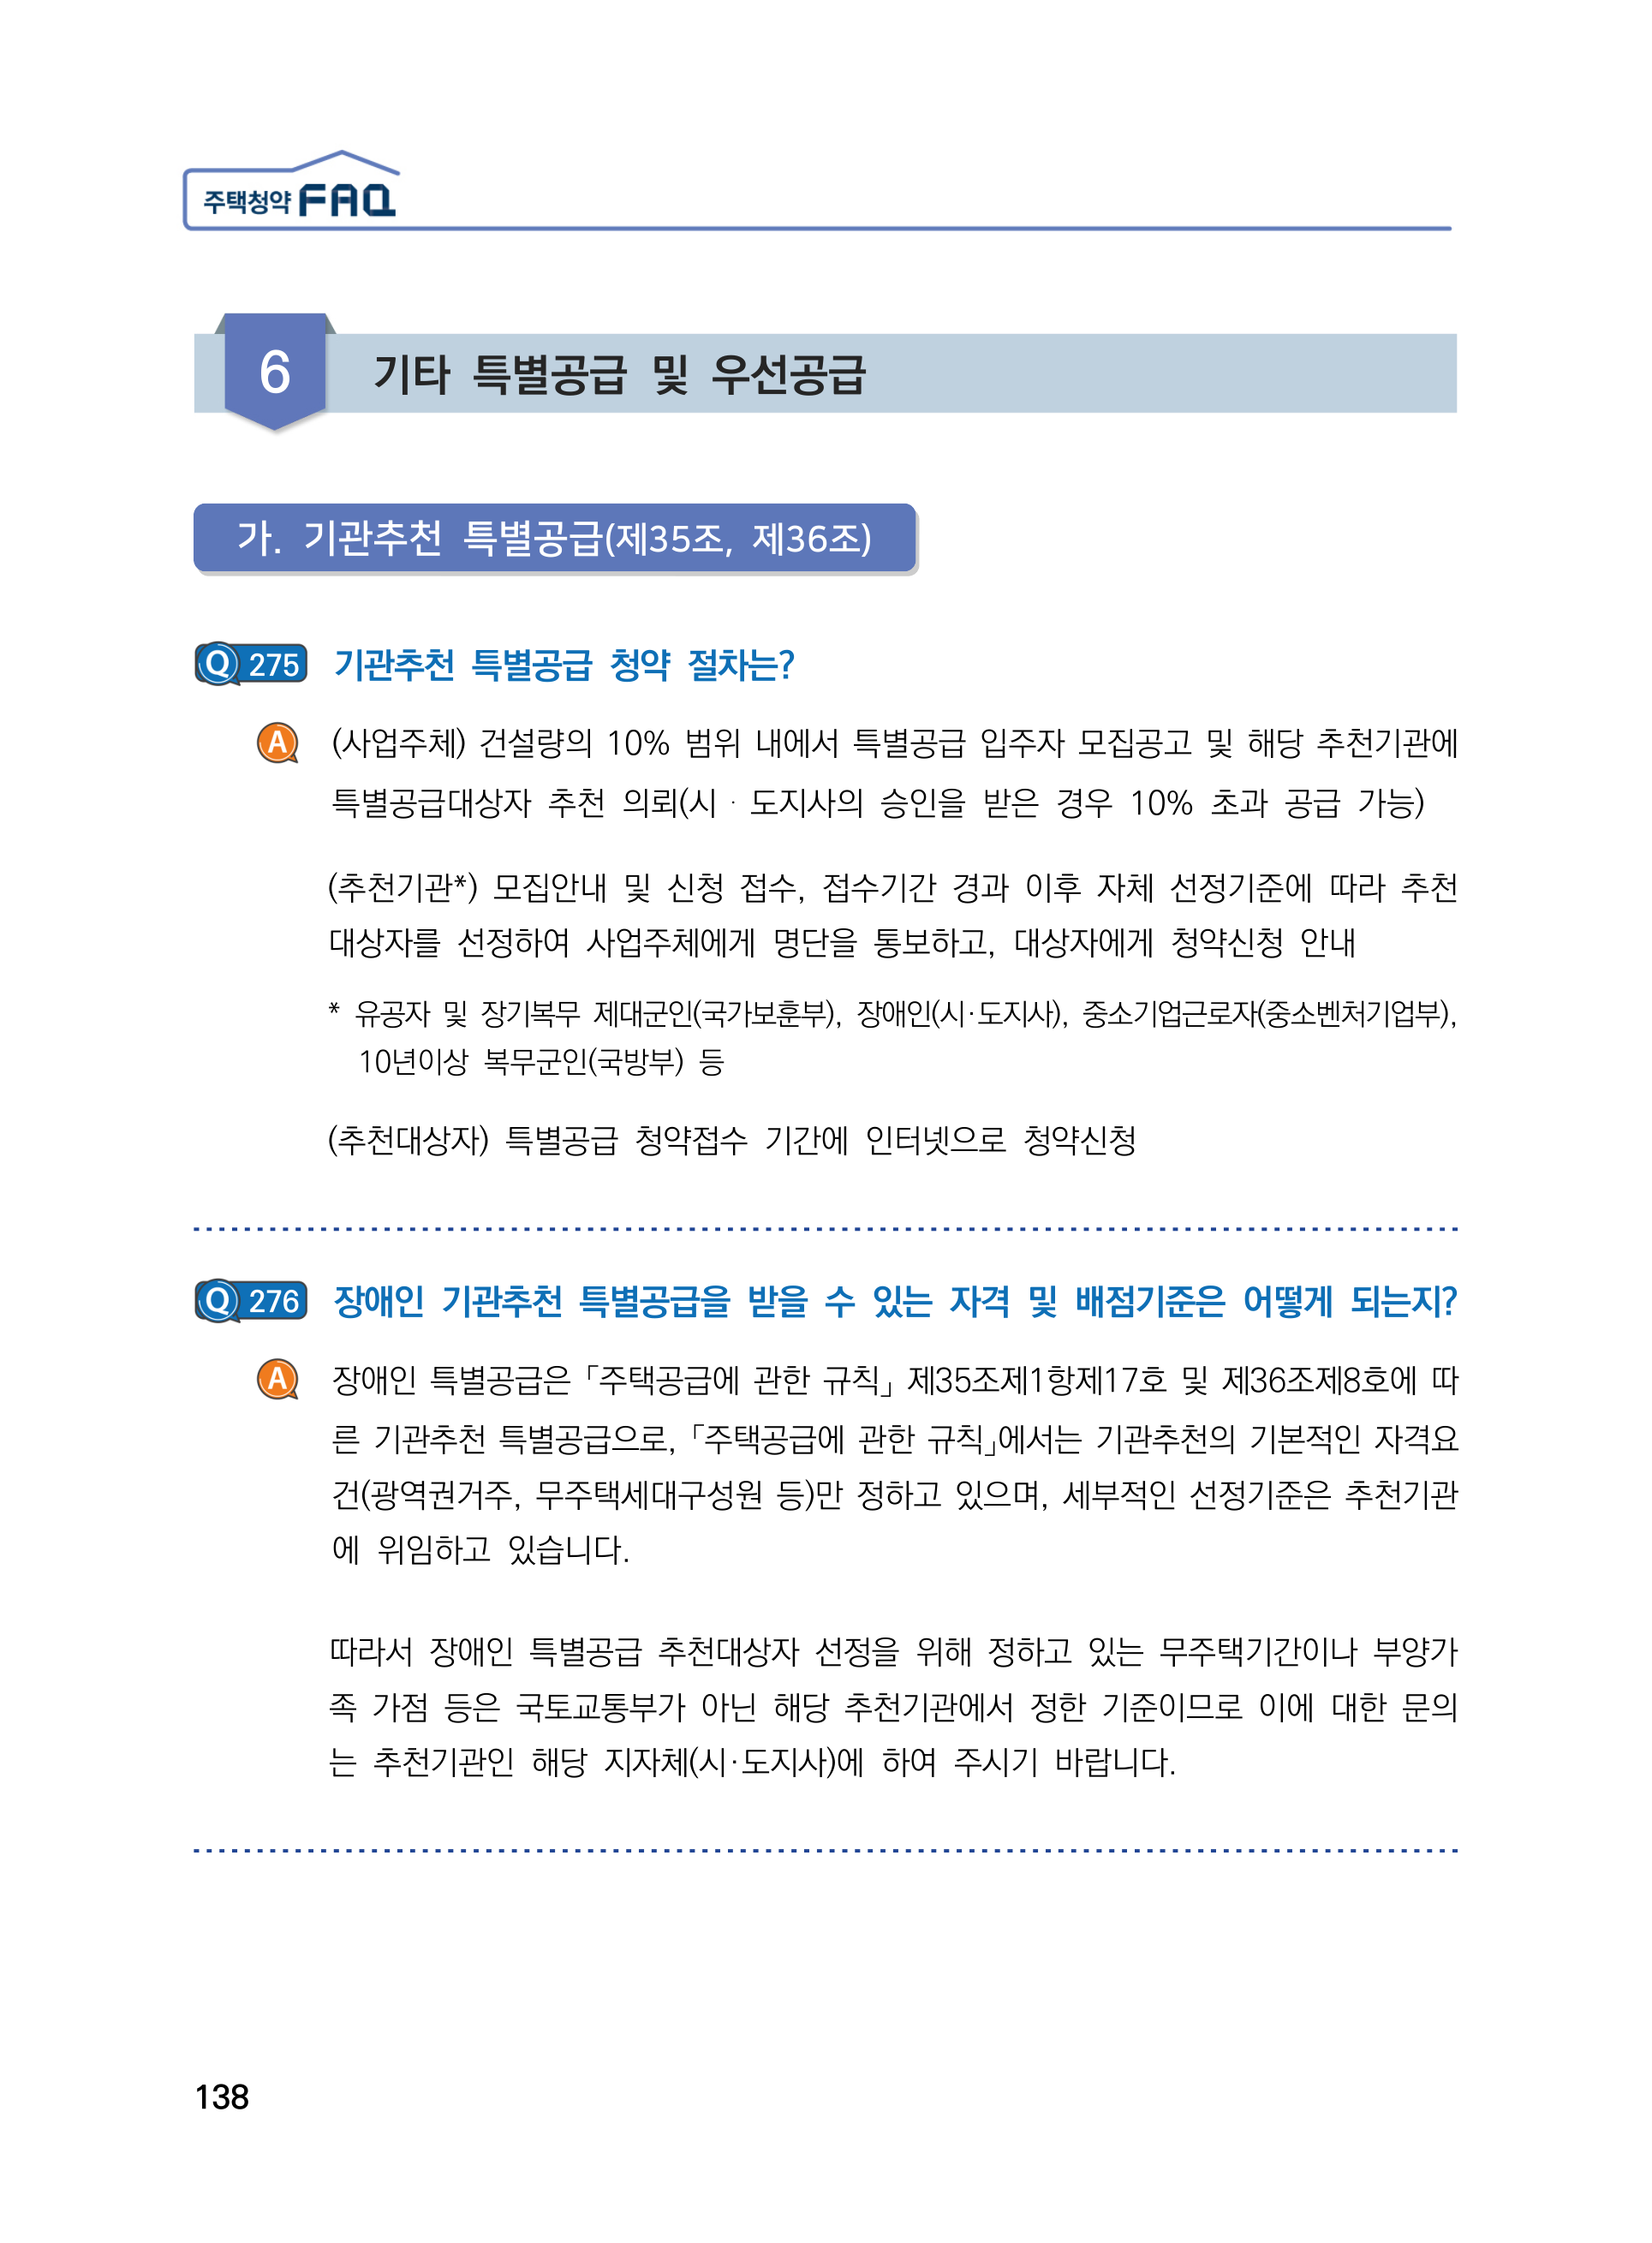 주택청약 FAQ
6 기타 특별공급 및 우선공급
가. 기관추천 특별공급(제35조, 제36조)
Q 275 기관추천 특별공급 청약 절차는?
A (사업주체) 건설량의 10% 범위 내에서 특별공급 입주자 모집공고 및 해당 추천기관에
특별공급대상자 추천 의뢰(시 · 도지사의 승인을 받은 경우 10% 초과 공급 가능)
(추천기관*) 모집안내 및 신청 접수, 접수기간 경과 이후 자체 선정기준에 따라 추천
대상자를 선정하여 사업주체에게 명단을 통보하고, 대상자에게 청약신청 안내
* 유공자 및 장기복무 제대군인(국가보훈부), 장애인(시·도지사), 중소기업근로자(중소벤처기업부),
10년이상 복무군인(국방부) 등
(추천대상자) 특별공급 청약접수 기간에 인터넷으로 청약신청
Q 276 장애인 기관추천 특별공급을 받을 수 있는 자격 및 배점기준은 어떻게 되는지?
A 장애인 특별공급은 「주택공급에 관한 규칙」 제35조제1항제17호 및 제36조제8호에 따
른 기관추천 특별공급으로, 「주택공급에 관한 규칙」에서는 기관추천의 기본적인 자격요
건(광역권거주, 무주택세대구성원 등)만 정하고 있으며, 세부적인 선정기준은 추천기관
에 위임하고 있습니다.
따라서 장애인 특별공급 추천대상자 선정을 위해 정하고 있는 무주택기간이나 부양가
족 가점 등은 국토교통부가 아닌 해당 추천기관에서 정한 기준이므로 이에 대한 문의
는 추천기관인 해당 지자체(시·도지사)에 하여 주시기 바랍니다.
138